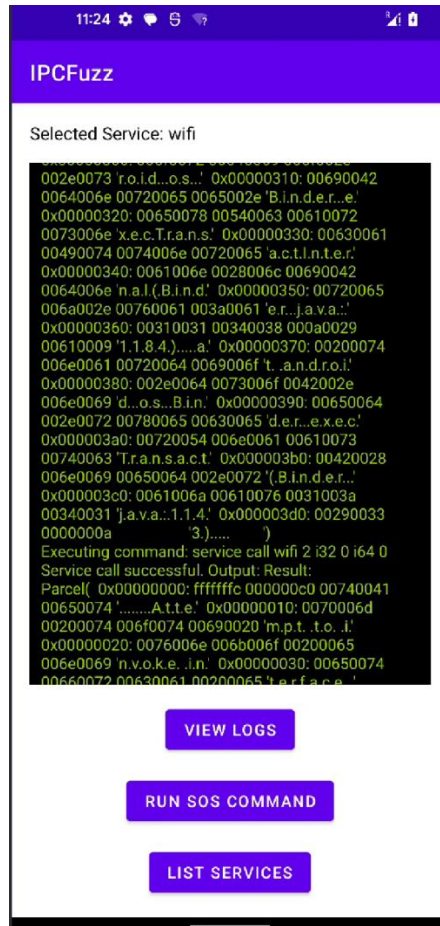 11:24
IPCFuzz
Selected Service: wifi
002e0073 'r.o.i.d...o.s...' 0x00000310: 00690042
0064006e 00720065 0065002e 'B.i.n.d.e.r...e.'
0x00000320: 00650078 00540063 00610072
0073006e 'x.e.c.T.r.a.n.s.' 0x00000330: 00630061
00490074 0074006e 00720065 'a.c.t.I.n.t.e.r.'
0x00000340: 0061006e 0028006c 00690042
0064006e 'n.a.l.(.B.i.n.d.' 0x00000350: 00720065
006a002e 00760061 003a0061 'e.r...j.a.v.a.:.'
0x00000360: 00310031 00340038 000a0029
00610009 '1.1.8.4.).....a.' 0x00000370: 00200074
006e0061 00720064 0069006f 't. .a.n.d.r.o.i.'
0x00000380: 002e0064 0073006f 0042002e
006e0069 'd...o.s...B.i.n.' 0x00000390: 00650064
002e0072 00780065 00630065 'd.e.r...e.x.e.c.'
0x000003a0: 00720054 006e0061 00610073
00740063 'T.r.a.n.s.a.c.t.' 0x000003b0: 00420028
006e0069 00650064 002e0072 '(.B.i.n.d.e.r...'
0x000003c0: 0061006a 00610076 0031003a
00340031 'j.a.v.a.:.1.1.4.' 0x000003d0: 00290033
0000000a '3.)..... ')
Executing command: service call wifi 2 i32 0 i64 0
Service call successful. Output: Result:
Parcel( 0x00000000: fffffffc 000000c0 00740041
00650074 '........A.t.t.e.' 0x00000010: 0070006d
00200074 006f0074 00690020 'm.p.t. .t.o. .i.'
0x00000020: 0076006e 006b006f 00200065
006e0069 'n.v.o.k.e. .i.n.' 0x00000030: 00650074
00660072 00630061 00200065 't.e.r.f.a.c.e. .'
VIEW LOGS
RUN SOS COMMAND
LIST SERVICES